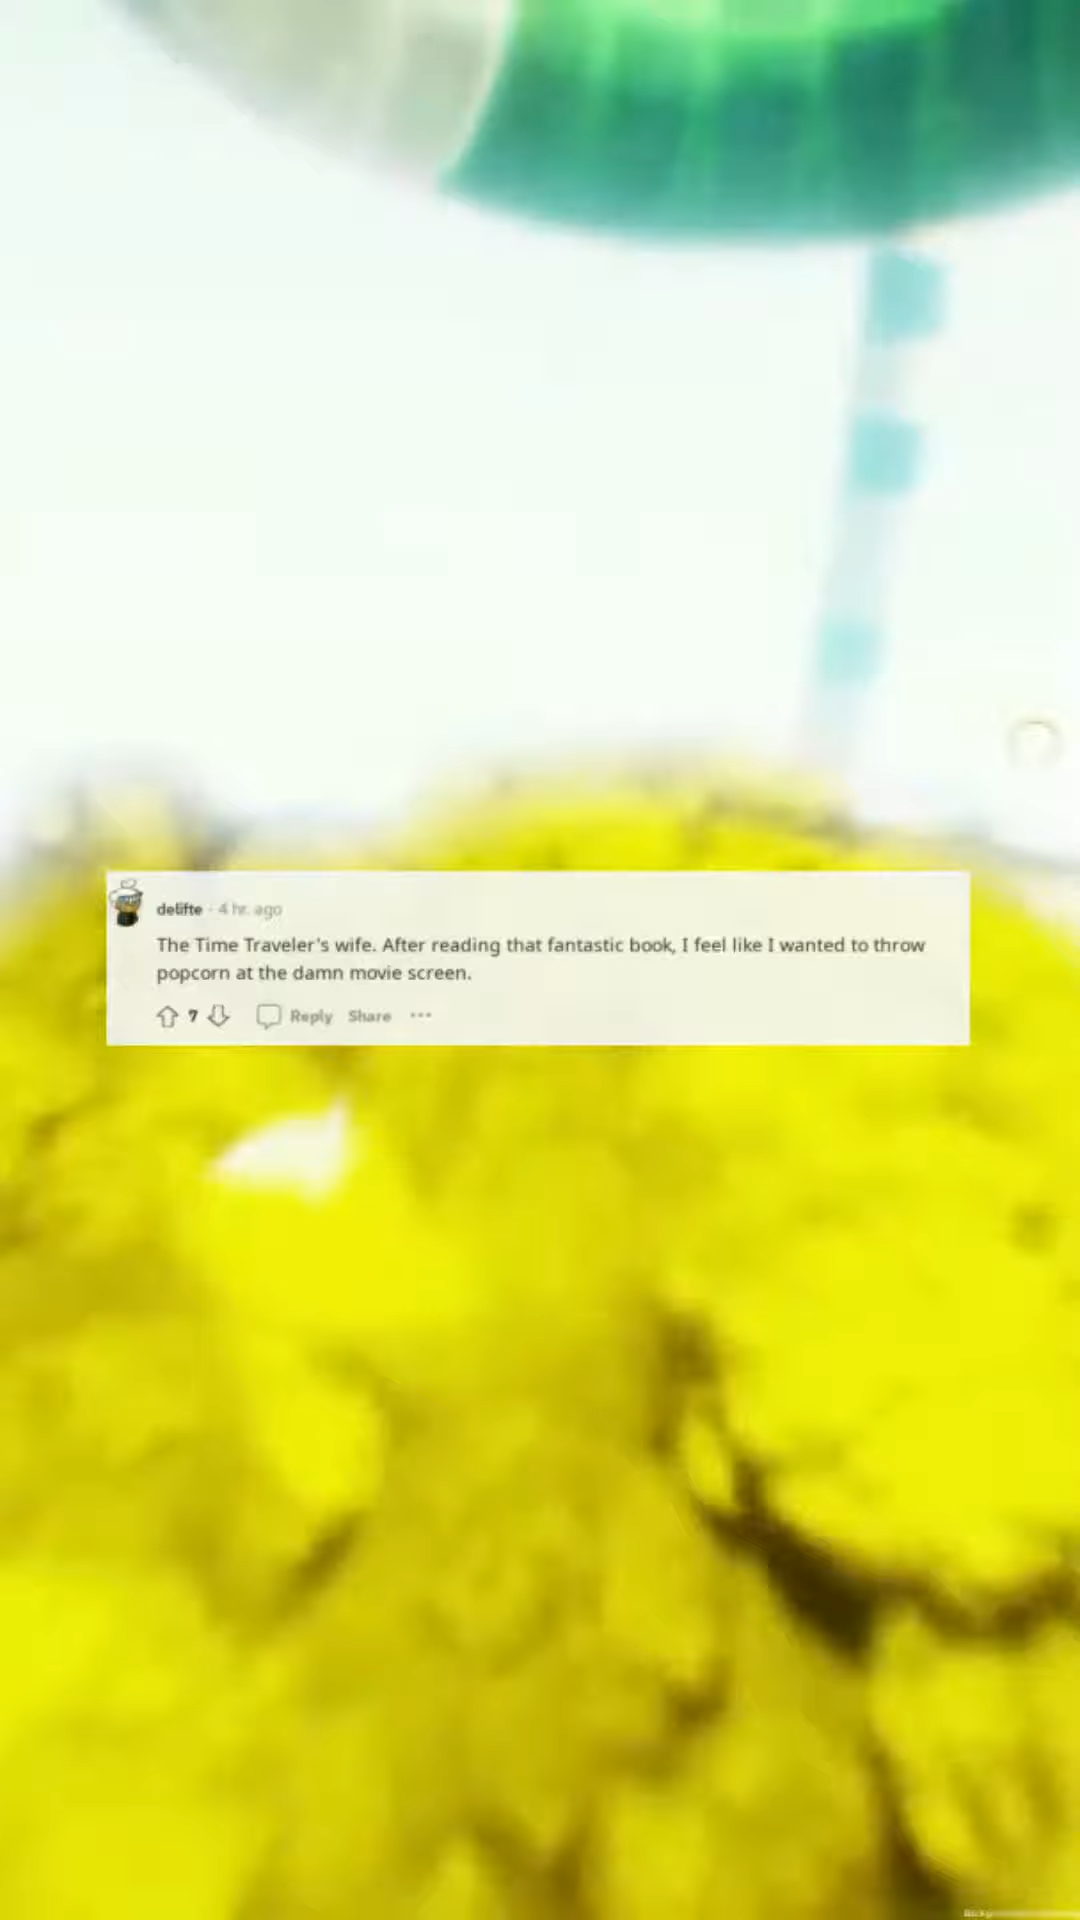 delifte · 4 hr. ago
The Time Traveler's wife. After reading that fantastic book, I feel like I wanted to throw
popcorn at the damn movie screen.
7 Reply Share ···